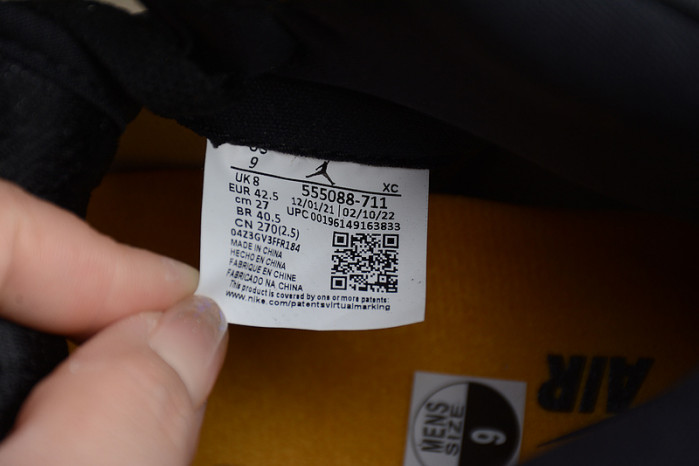 US
9
XC
UK 8
EUR 42.5
cm 27
BR 40.5
CN 270(2.5)
555088-711
12/01/21 02/10/22
UPC 00196149163833
04Z3GV3FFR184
MADE IN CHINA
HECHO EN CHINA
FABRIQUE EN CHINE
FABRICADO NA CHINA
This product is covered by one or more patents:
www.nike.com/patentsvirtualmarking
AIR
MENS
SIZE
9